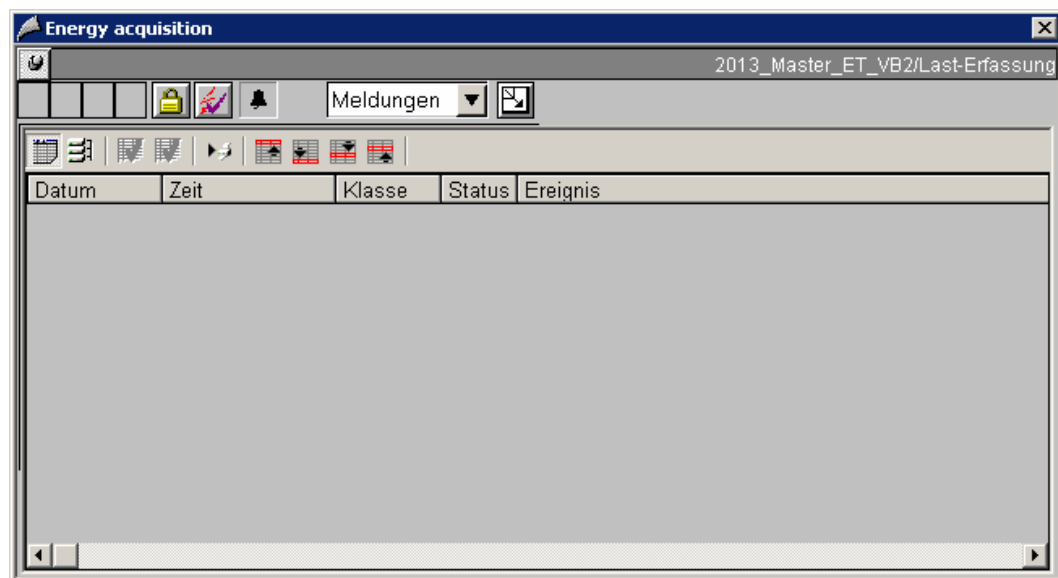 Energy acquisition
2013_Master_ET_VB2/Last-Erfassung
Meldungen
Datum Zeit Klasse Status Ereignis